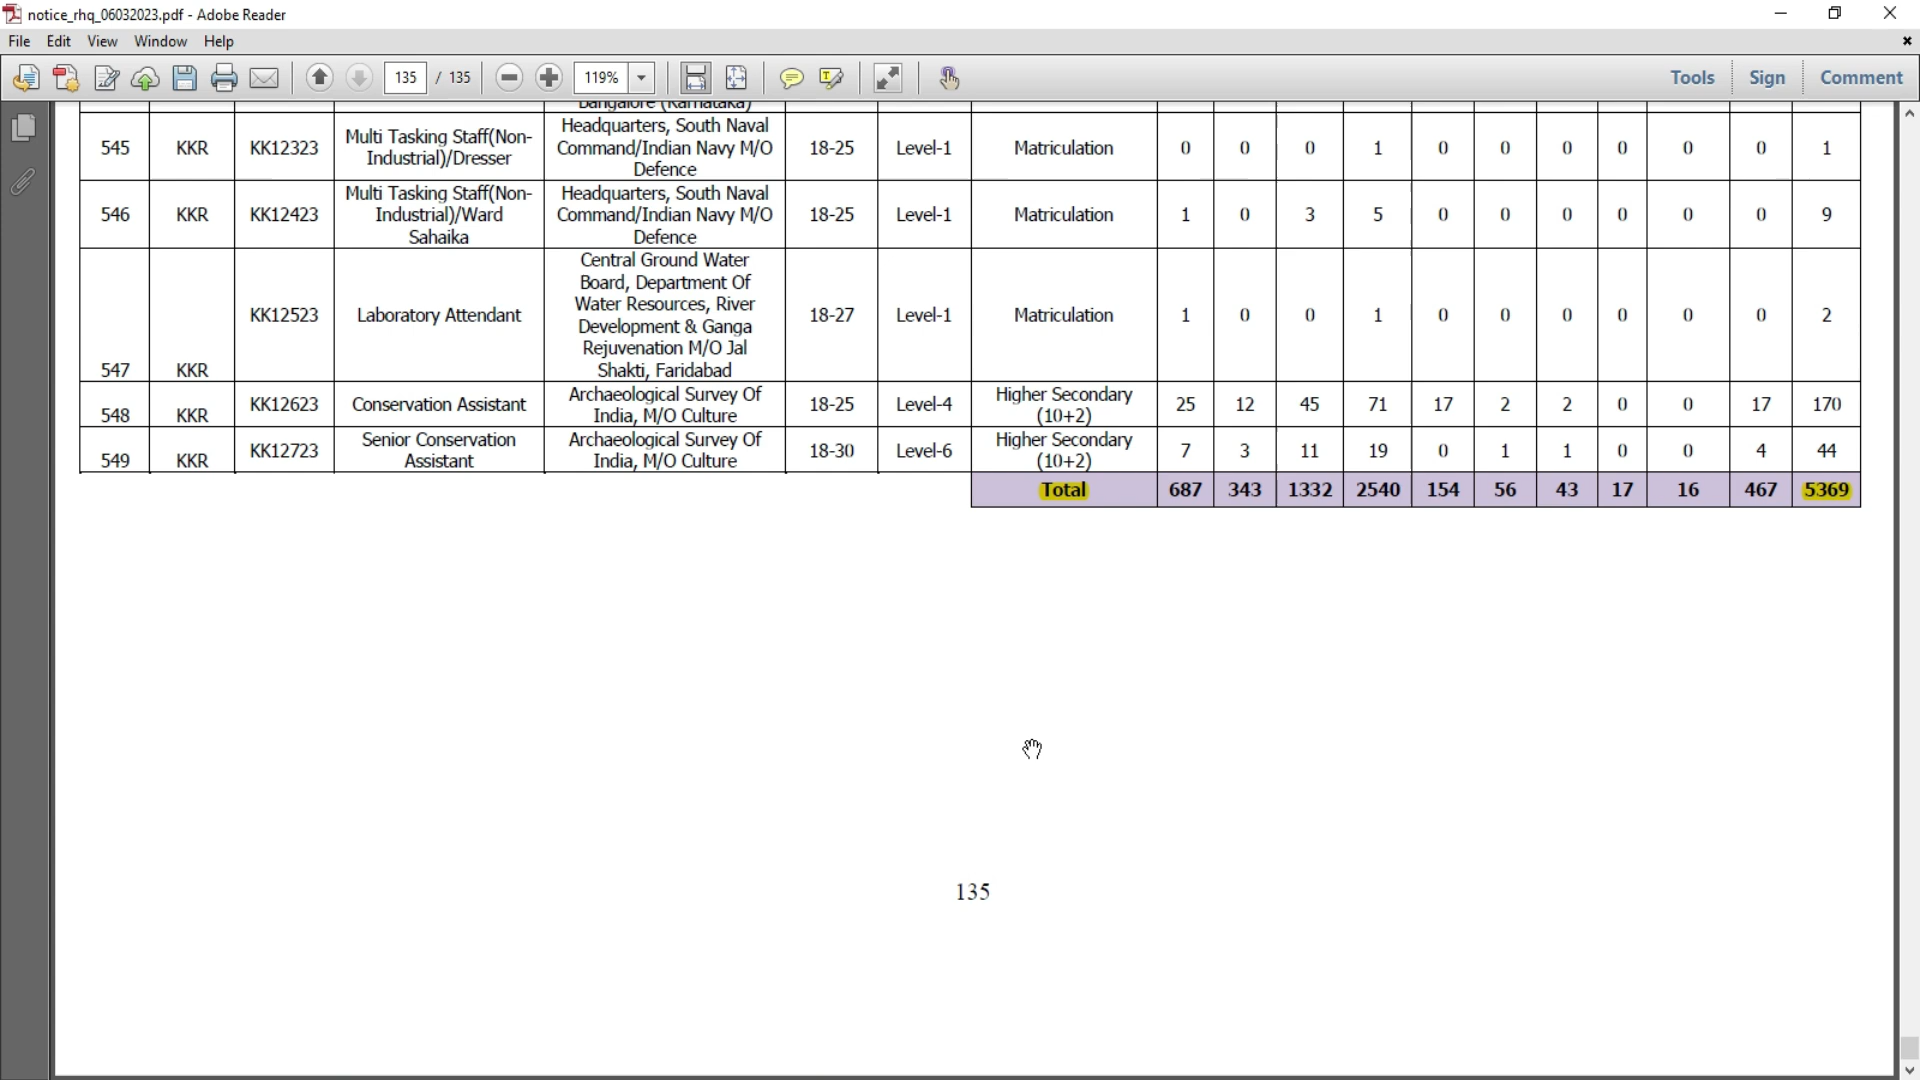 notice_rhq_06032023.pdf - Adobe Reader
File Edit View Window Help
135 / 135 119% Tools Sign Comment
Bangalore (Karnataka)
545 KKR KK12323 Multi Tasking Staff(Non-Industrial)/Dresser Headquarters, South Naval Command/Indian Navy M/O Defence 18-25 Level-1 Matriculation 0 0 0 1 0 0 0 0 0 0 1
546 KKR KK12423 Multi Tasking Staff(Non-Industrial)/Ward Sahaika Headquarters, South Naval Command/Indian Navy M/O Defence 18-25 Level-1 Matriculation 1 0 3 5 0 0 0 0 0 0 9
547 KKR KK12523 Laboratory Attendant Central Ground Water Board, Department Of Water Resources, River Development & Ganga Rejuvenation M/O Jal Shakti, Faridabad 18-27 Level-1 Matriculation 1 0 0 1 0 0 0 0 0 0 2
548 KKR KK12623 Conservation Assistant Archaeological Survey Of India, M/O Culture 18-25 Level-4 Higher Secondary (10+2) 25 12 45 71 17 2 2 0 0 17 170
549 KKR KK12723 Senior Conservation Assistant Archaeological Survey Of India, M/O Culture 18-30 Level-6 Higher Secondary (10+2) 7 3 11 19 0 1 1 0 0 4 44
Total 687 343 1332 2540 154 56 43 17 16 467 5369
135